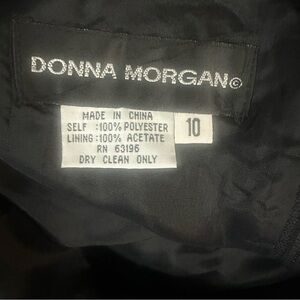 DONNA MORGAN©
MADE IN CHINA
SELF :100% POLYESTER
LINING:100% ACETATE
RN 63196
DRY CLEAN ONLY
10